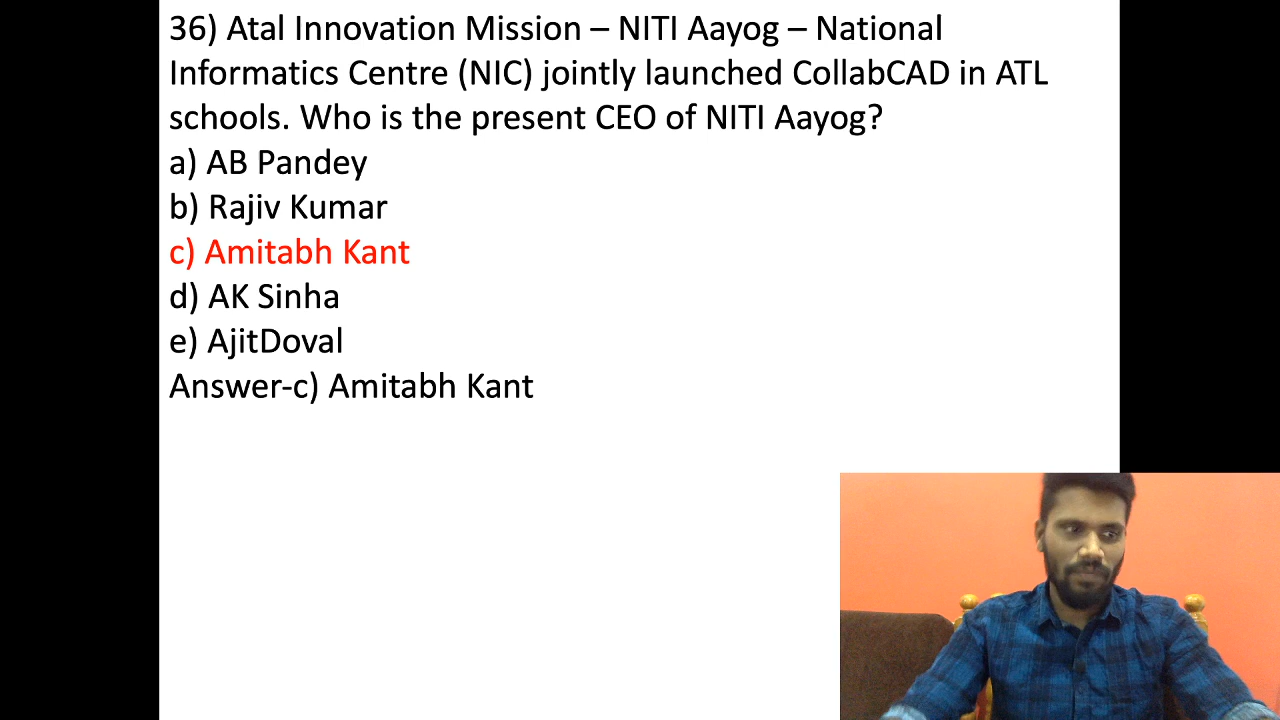 36) Atal Innovation Mission – NITI Aayog – National
Informatics Centre (NIC) jointly launched CollabCAD in ATL
schools. Who is the present CEO of NITI Aayog?
a) AB Pandey
b) Rajiv Kumar
c) Amitabh Kant
d) AK Sinha
e) AjitDoval
Answer-c) Amitabh Kant